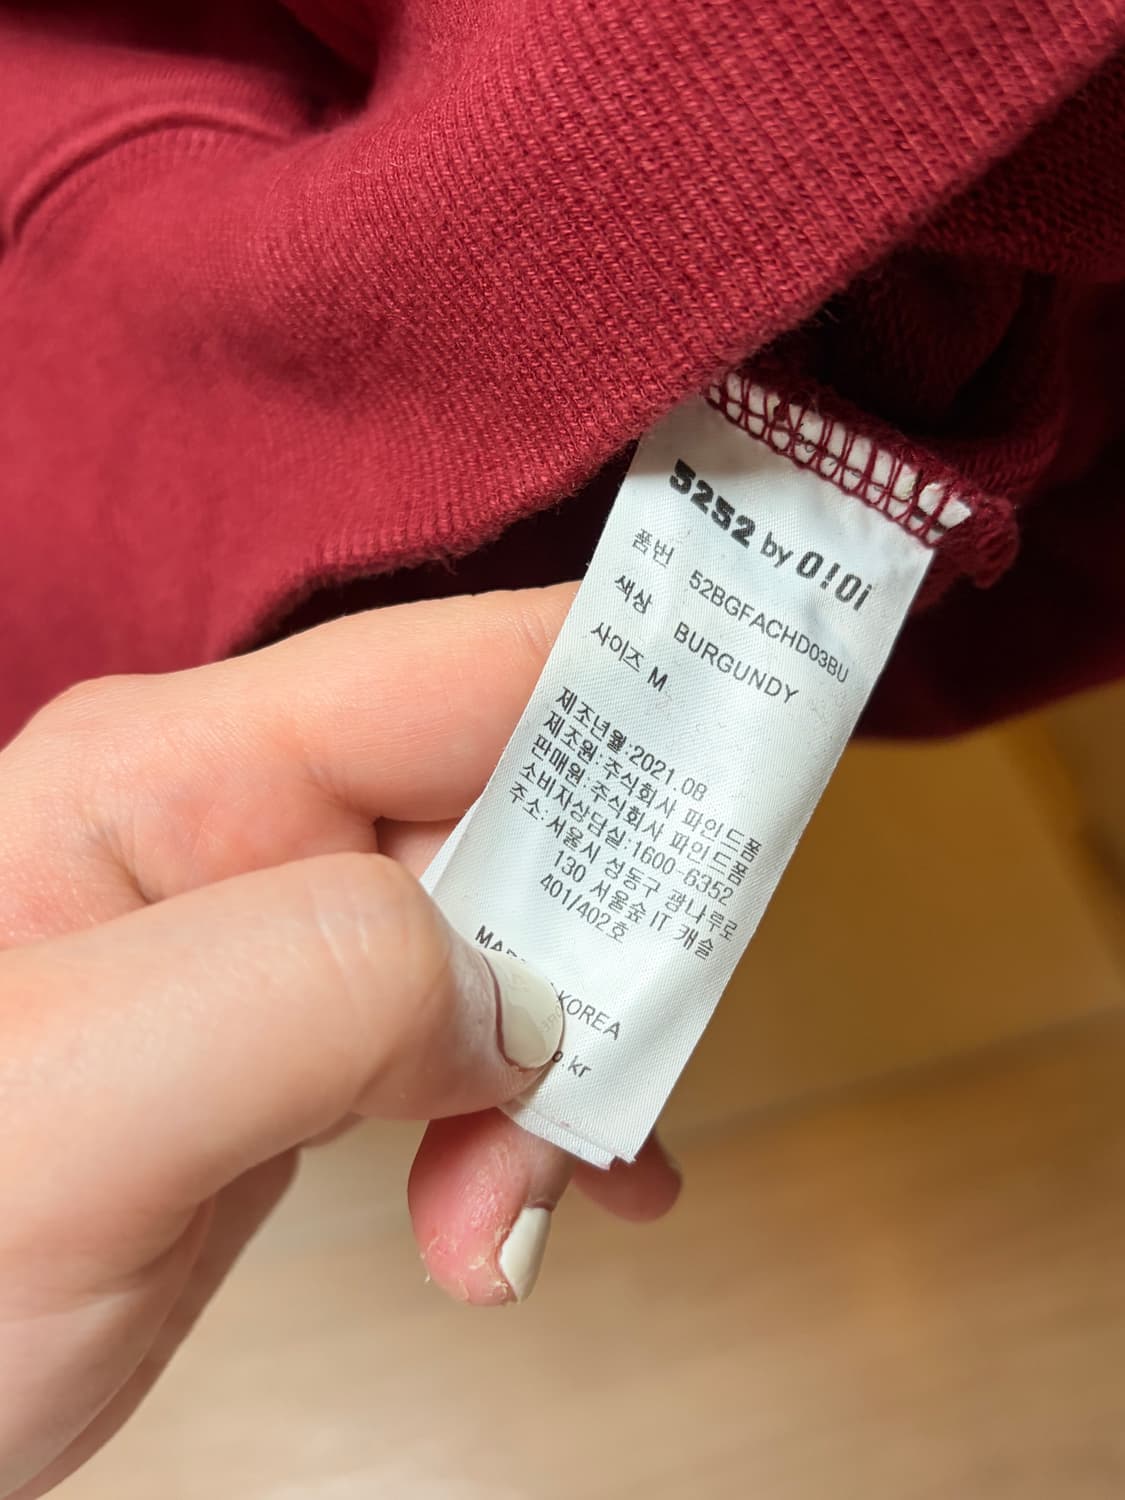 5252 by O!Oi
품번 52BGFACHD03BU
색상 BURGUNDY
사이즈 M
제조년월:2021.08
제조원:주식회사 파인드폼
판매원:주식회사 파인드폼
소비자상담실:1600-6352
주소:서울시 성동구 광나루로
130 서울숲 IT 캐슬
401/402호
KOREA
o.kr